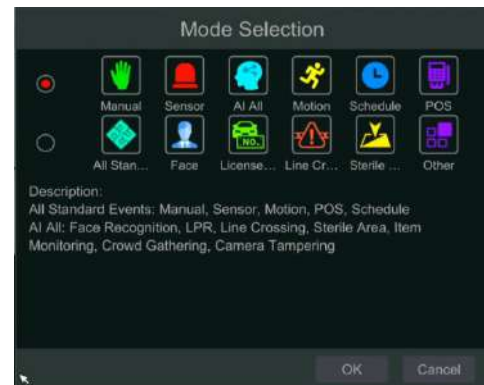 Mode Selection
Manual Sensor AI All Motion Schedule POS
NO.
All Stan... Face License... Line Cr... Sterile ... Other
Description:
All Standard Events: Manual, Sensor, Motion, POS, Schedule
AI All: Face Recognition, LPR, Line Crossing, Sterile Area, Item
Monitoring, Crowd Gathering, Camera Tampering
OK Cancel